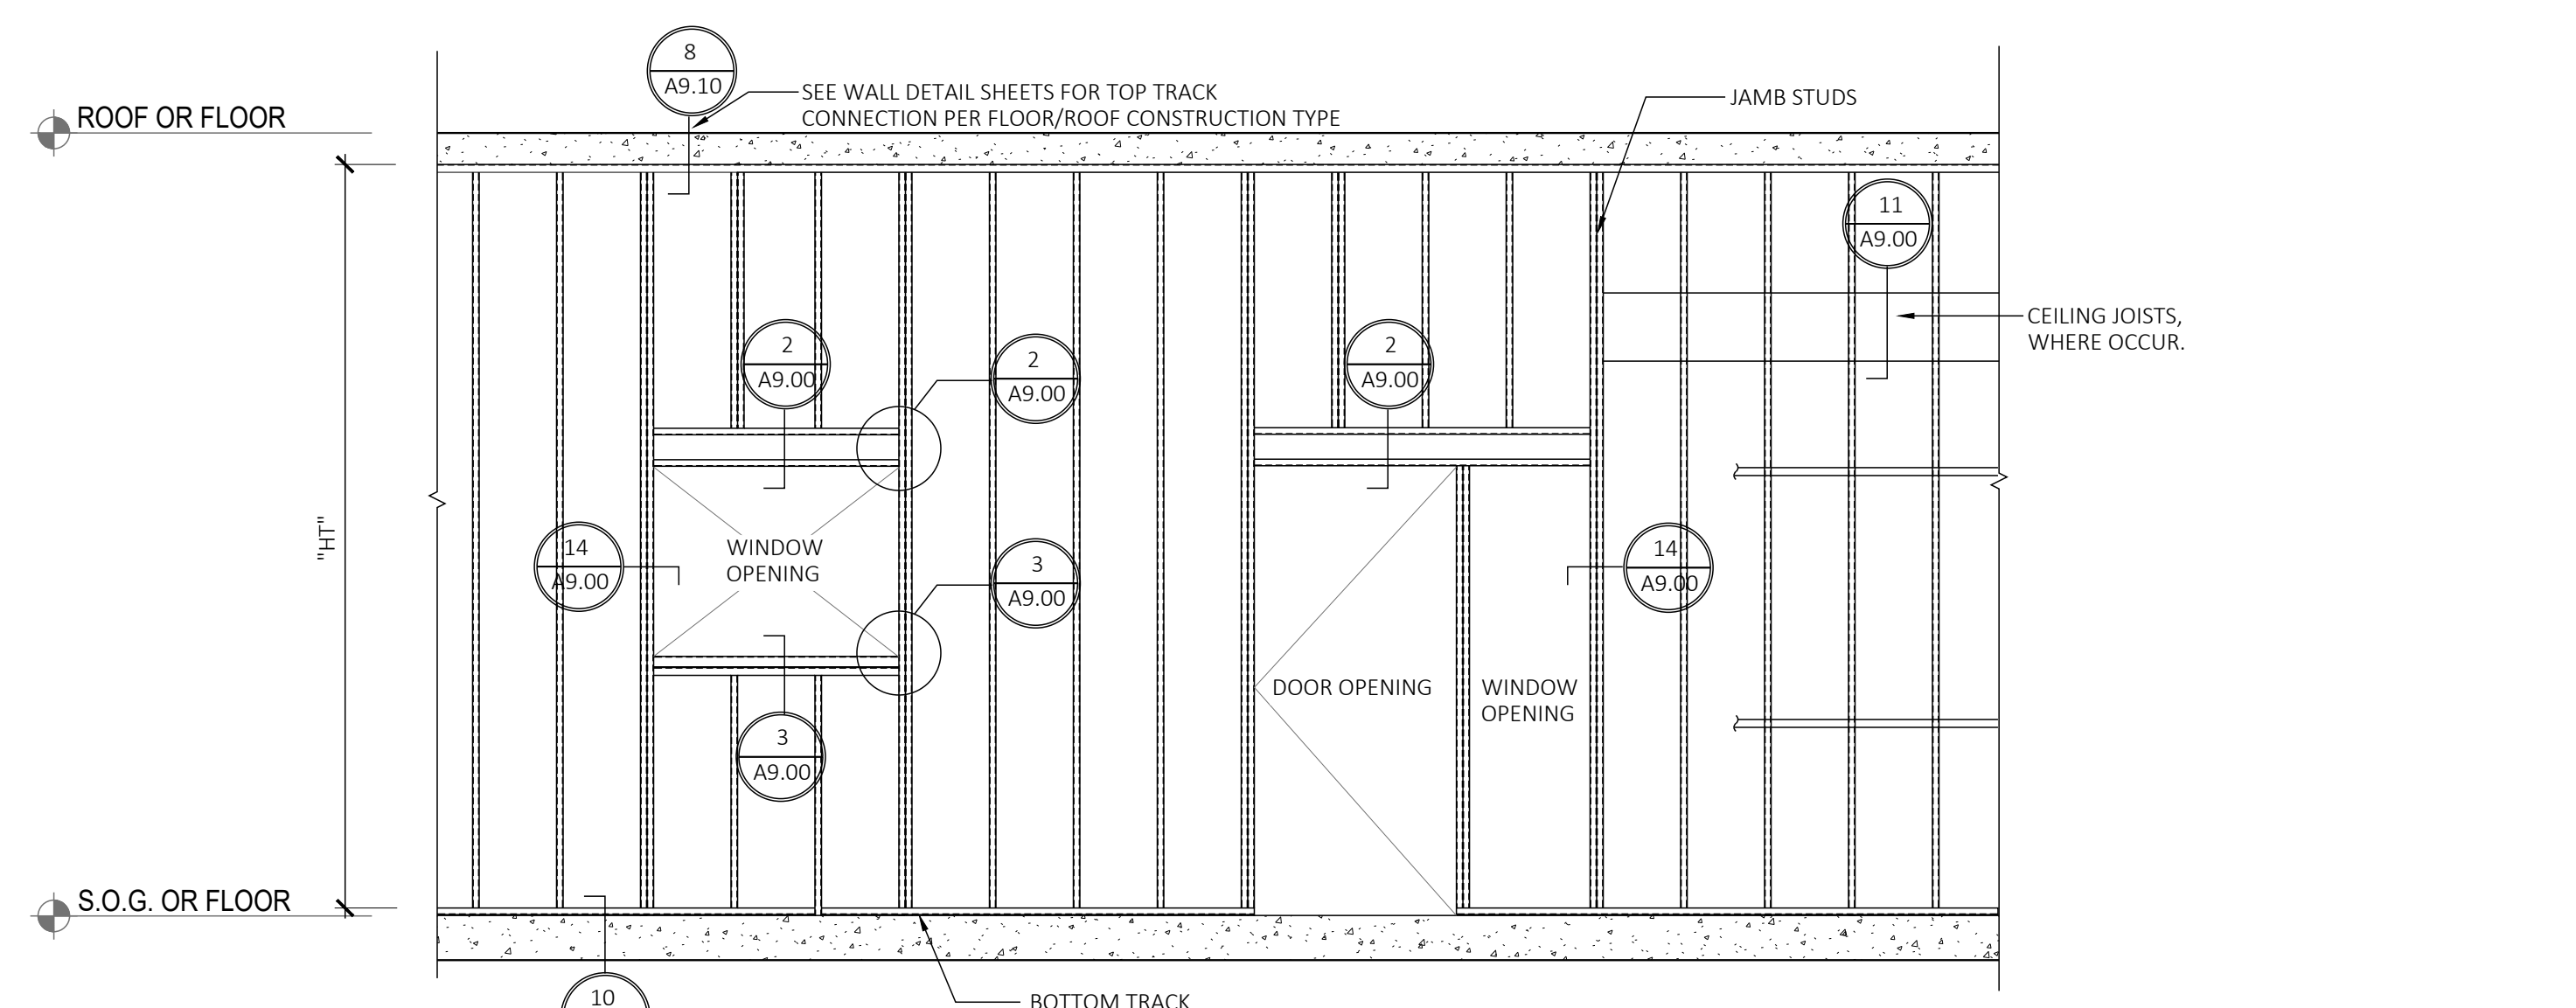 8
A9.10
SEE WALL DETAIL SHEETS FOR TOP TRACK
CONNECTION PER FLOOR/ROOF CONSTRUCTION TYPE
JAMB STUDS
ROOF OR FLOOR
11
A9.00
CEILING JOISTS,
WHERE OCCUR.
2
A9.00
2
A9.00
2
A9.00
"HT"
14
A9.00
WINDOW
OPENING
3
A9.00
14
A9.00
DOOR OPENING
WINDOW
OPENING
3
A9.00
S.O.G. OR FLOOR
10
BOTTOM TRACK